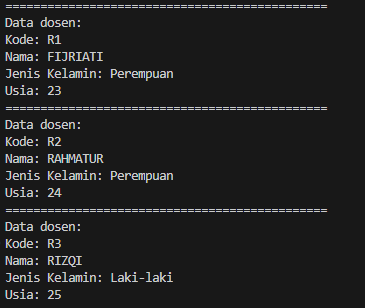 ==============================================
Data dosen:
Kode: R1
Nama: FIJRIATI
Jenis Kelamin: Perempuan
Usia: 23
==============================================
Data dosen:
Kode: R2
Nama: RAHMATUR
Jenis Kelamin: Perempuan
Usia: 24
==============================================
Data dosen:
Kode: R3
Nama: RIZQI
Jenis Kelamin: Laki-laki
Usia: 25